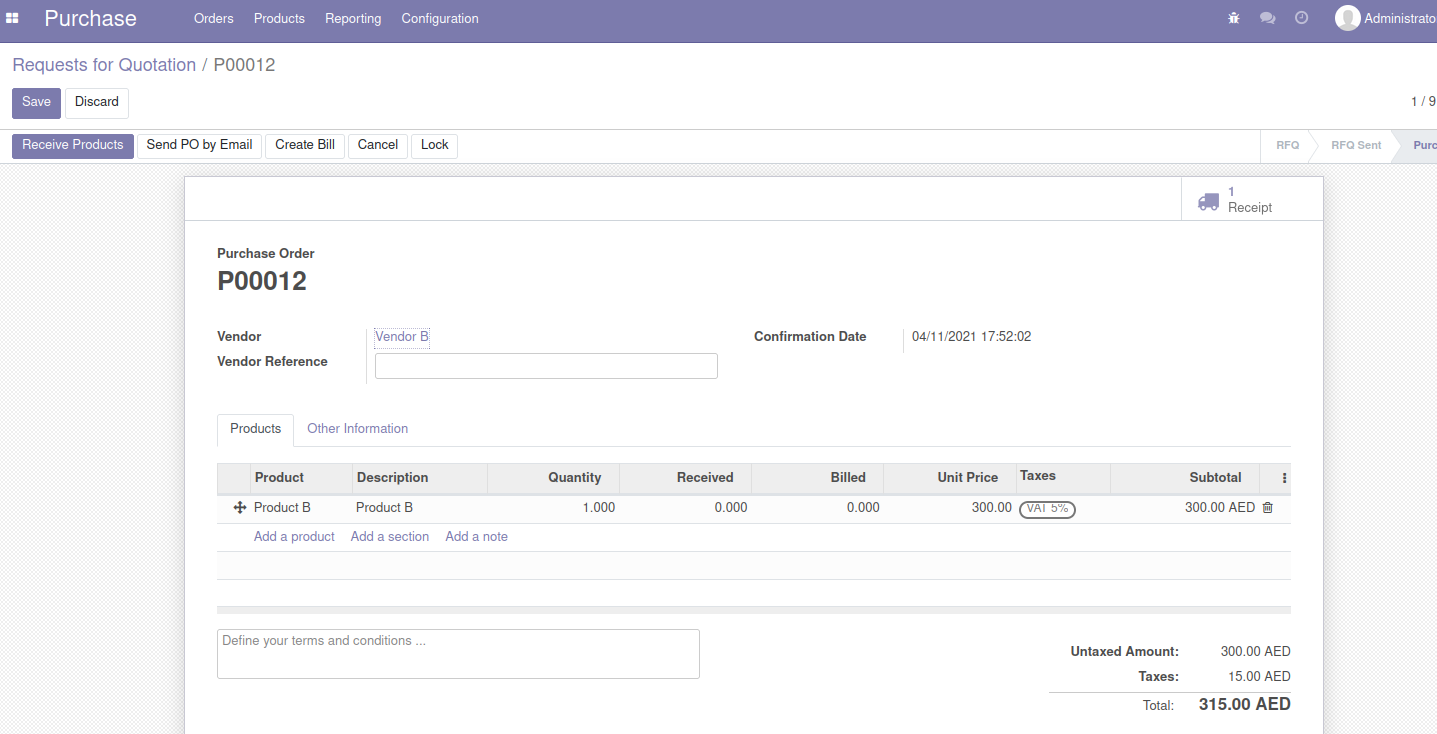 Purchase Orders Products Reporting Configuration Administrato
Requests for Quotation / P00012
Save Discard 1 / 9
Receive Products Send PO by Email Create Bill Cancel Lock RFQ RFQ Sent Purc
1
Receipt
Purchase Order
P00012
Vendor Vendor B Confirmation Date 04/11/2021 17:52:02
Vendor Reference
Products Other Information
Product Description Quantity Received Billed Unit Price Taxes Subtotal
Product B Product B 1.000 0.000 0.000 300.00 VAT 5% 300.00 AED
Add a product Add a section Add a note
Define your terms and conditions ...
Untaxed Amount: 300.00 AED
Taxes: 15.00 AED
Total: 315.00 AED